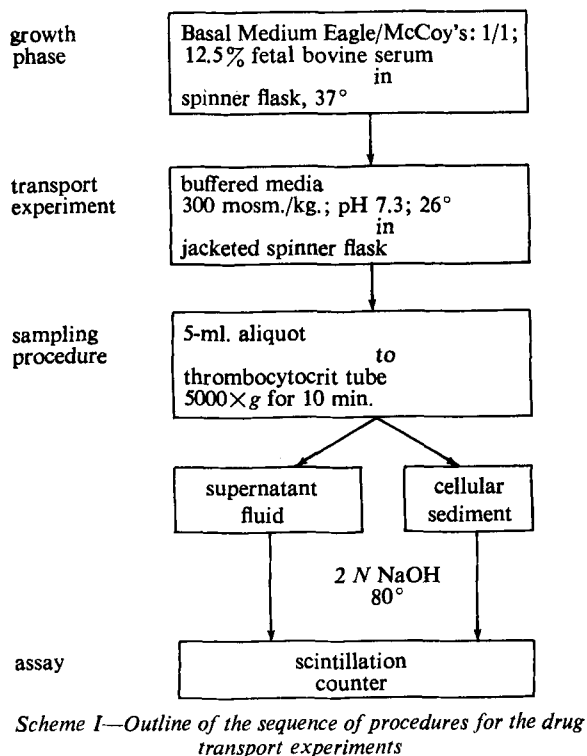 growth
phase
Basal Medium Eagle/McCoy's: 1/1;
12.5% fetal bovine serum
in
spinner flask, 37°
transport
experiment
buffered media
300 mosm./kg.; pH 7.3; 26°
in
jacketed spinner flask
sampling
procedure
5-ml. aliquot
to
thrombocytocrit tube
5000×g for 10 min.
supernatant
fluid
cellular
sediment
2 N NaOH
80°
assay
scintillation
counter
Scheme I—Outline of the sequence of procedures for the drug
transport experiments